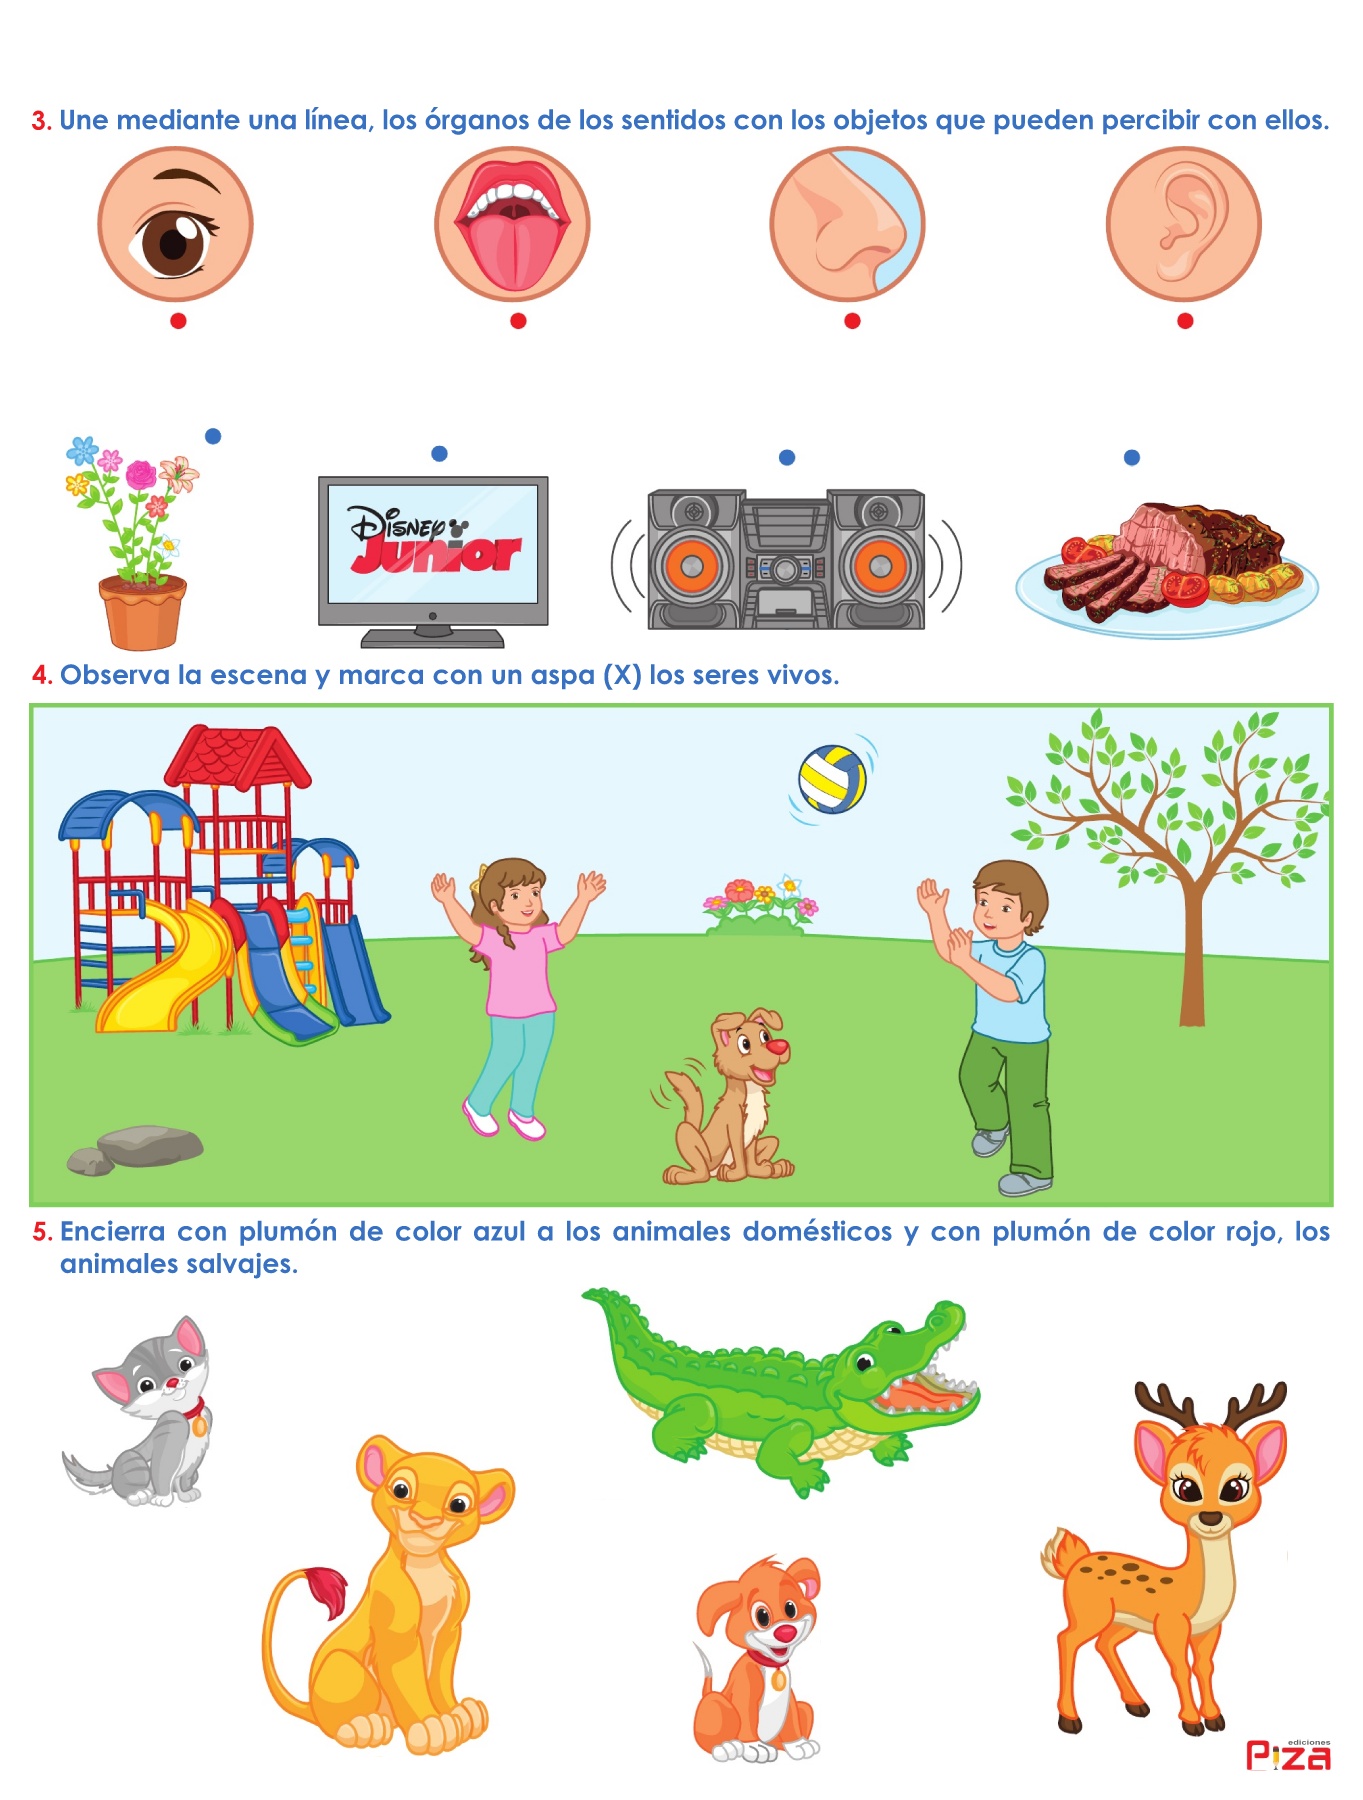 3. Une mediante una línea, los órganos de los sentidos con los objetos que pueden percibir con ellos.
Disney
Junior
4. Observa la escena y marca con un aspa (X) los seres vivos.
5. Encierra con plumón de color azul a los animales domésticos y con plumón de color rojo, los
animales salvajes.
ediciones
Piza